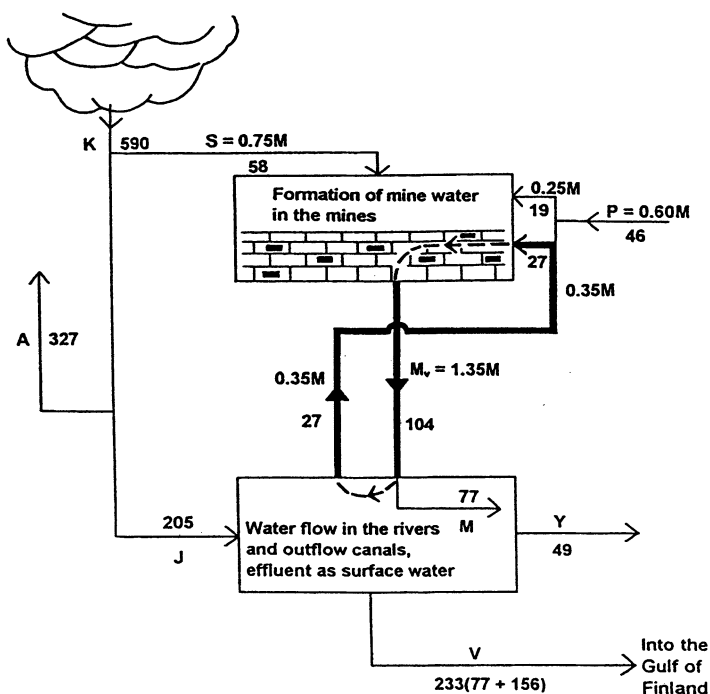 K
590
S = 0.75M
58
Formation of mine water
in the mines
0.25M
19
P = 0.60M
46
27
0.35M
A
327
0.35M
27
Mᵥ = 1.35M
104
205
J
Water flow in the rivers
and outflow canals,
effluent as surface water
77
M
Y
49
V
233(77 + 156)
Into the
Gulf of
Finland